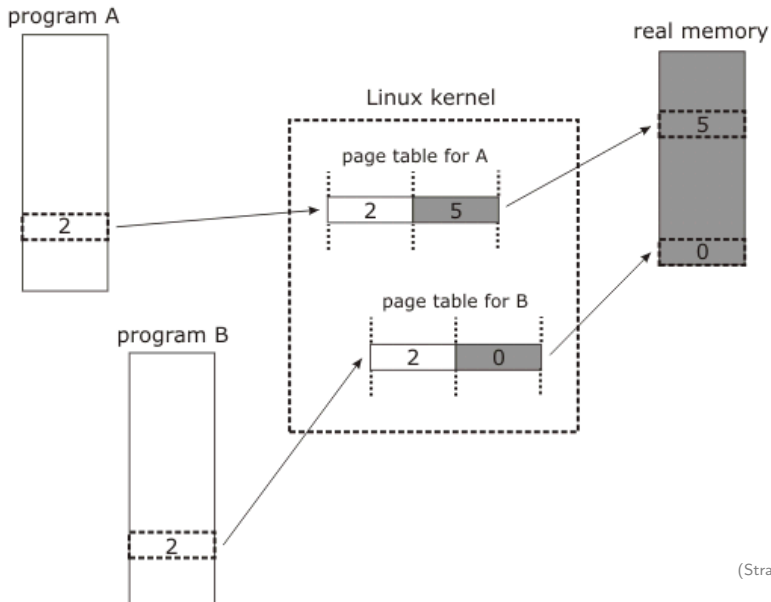 program A
real memory
Linux kernel
5
page table for A
2 5
2
0
page table for B
program B
2 0
2
(Stra